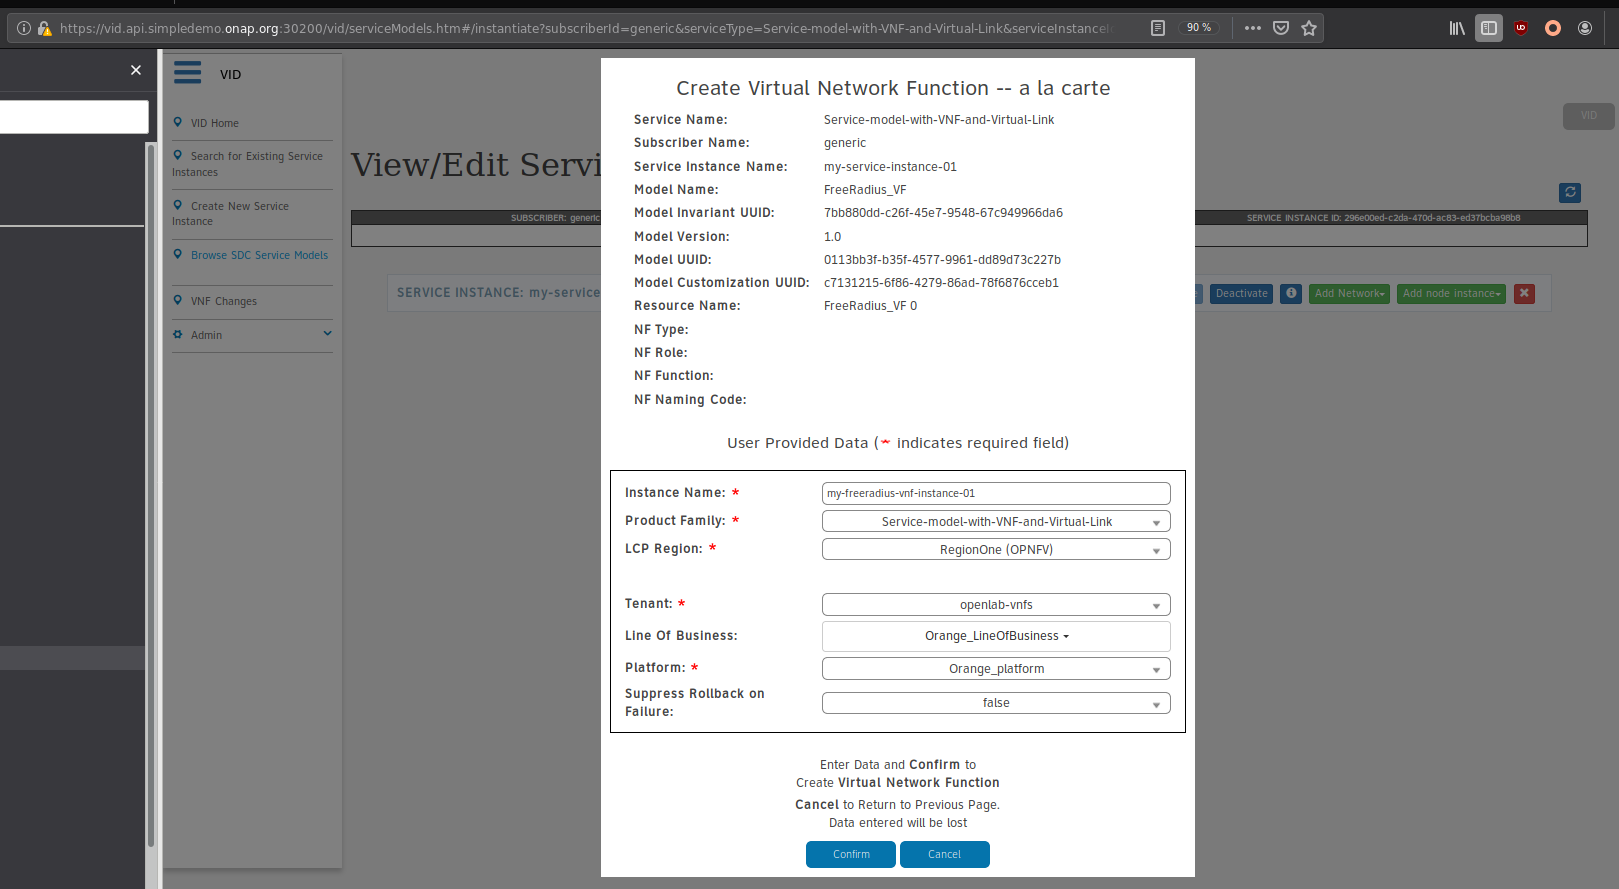 https://vid.api.simpledemo.onap.org:30200/vid/serviceModels.htm#/instantiate?subscriberId=generic&serviceType=Service-model-with-VNF-and-Virtual-Link&serviceInstanceId
90 %
VID
VID Home
Search for Existing Service
Instances
Create New Service
Instance
Browse SDC Service Models
VNF Changes
Admin
VID
View/Edit Servi
SUBSCRIBER: generic
SERVICE INSTANCE ID: 296e00ed-c2da-470d-ac83-ed37bcba98b8
SERVICE INSTANCE: my-service
Deactivate
Add Network
Add node instance
Create Virtual Network Function -- a la carte
Service Name: Service-model-with-VNF-and-Virtual-Link
Subscriber Name: generic
Service Instance Name: my-service-instance-01
Model Name: FreeRadius_VF
Model Invariant UUID: 7bb880dd-c26f-45e7-9548-67c949966da6
Model Version: 1.0
Model UUID: 0113bb3f-b35f-4577-9961-dd89d73c227b
Model Customization UUID: c7131215-6f86-4279-86ad-78f6876cceb1
Resource Name: FreeRadius_VF 0
NF Type:
NF Role:
NF Function:
NF Naming Code:
User Provided Data (* indicates required field)
Instance Name: * my-freeradius-vnf-instance-01
Product Family: * Service-model-with-VNF-and-Virtual-Link
LCP Region: * RegionOne (OPNFV)
Tenant: * openlab-vnfs
Line Of Business: Orange_LineOfBusiness
Platform: * Orange_platform
Suppress Rollback on
Failure: false
Enter Data and Confirm to
Create Virtual Network Function
Cancel to Return to Previous Page.
Data entered will be lost
Confirm Cancel